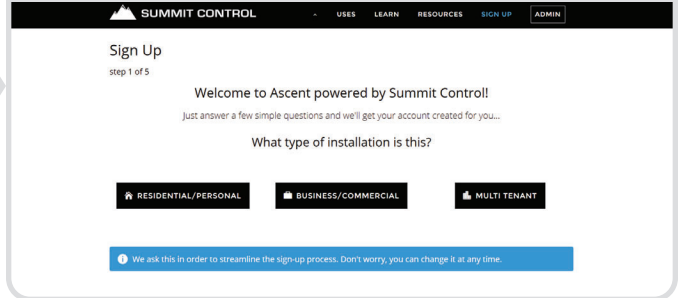 SUMMIT CONTROL USES LEARN RESOURCES SIGN UP ADMIN
Sign Up
step 1 of 5
Welcome to Ascent powered by Summit Control!
Just answer a few simple questions and we'll get your account created for you...
What type of installation is this?
RESIDENTIAL/PERSONAL BUSINESS/COMMERCIAL MULTI TENANT
We ask this in order to streamline the sign-up process. Don't worry, you can change it at any time.